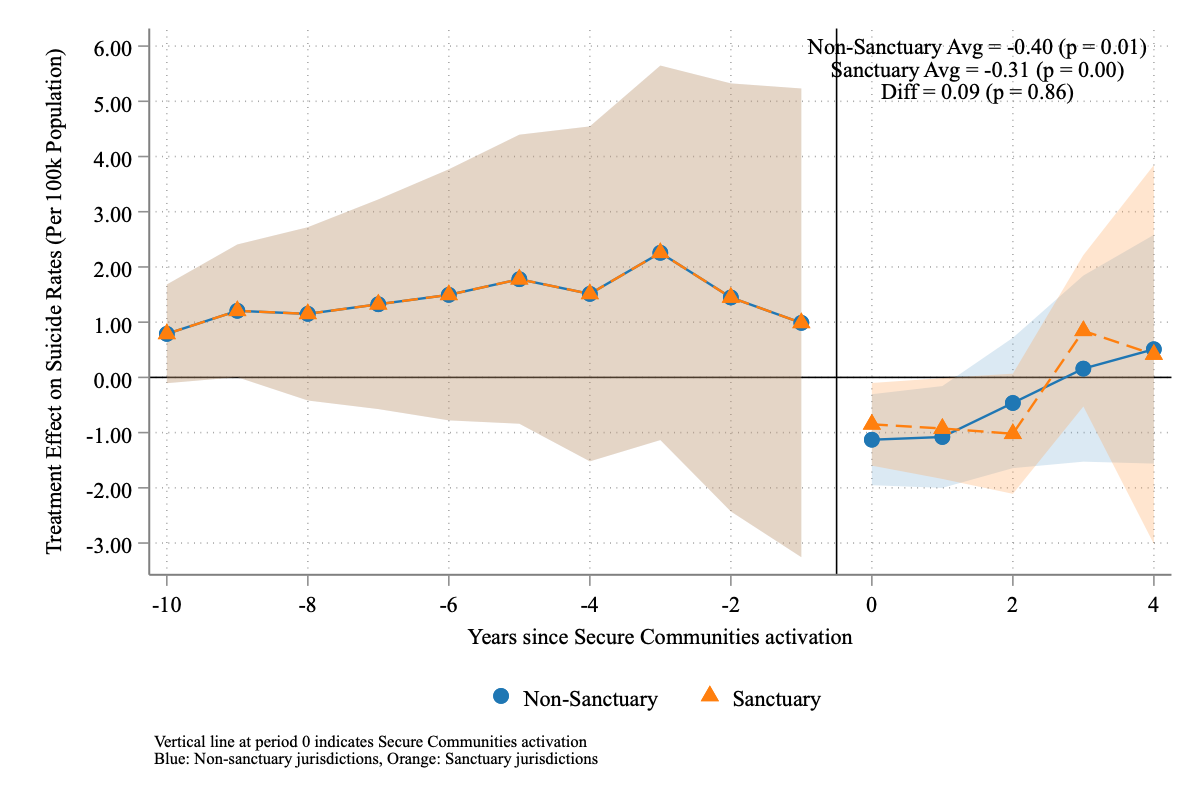 Non-Sanctuary Avg = -0.40 (p = 0.01)
Sanctuary Avg = -0.31 (p = 0.00)
Diff = 0.09 (p = 0.86)
Treatment Effect on Suicide Rates (Per 100k Population)
6.00
5.00
4.00
3.00
2.00
1.00
0.00
-1.00
-2.00
-3.00
-10 -8 -6 -4 -2 0 2 4
Years since Secure Communities activation
Non-Sanctuary Sanctuary
Vertical line at period 0 indicates Secure Communities activation
Blue: Non-sanctuary jurisdictions, Orange: Sanctuary jurisdictions